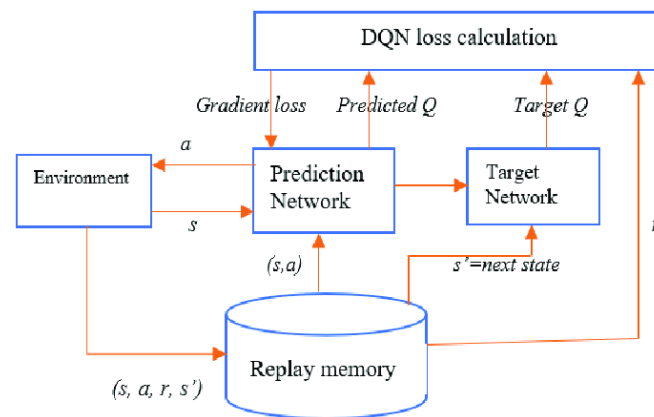 DQN loss calculation
Gradient loss
Predicted Q
Target Q
a
Environment
Prediction
Network
Target
Network
s
(s,a)
s’=next state
Replay memory
(s, a, r, s’)